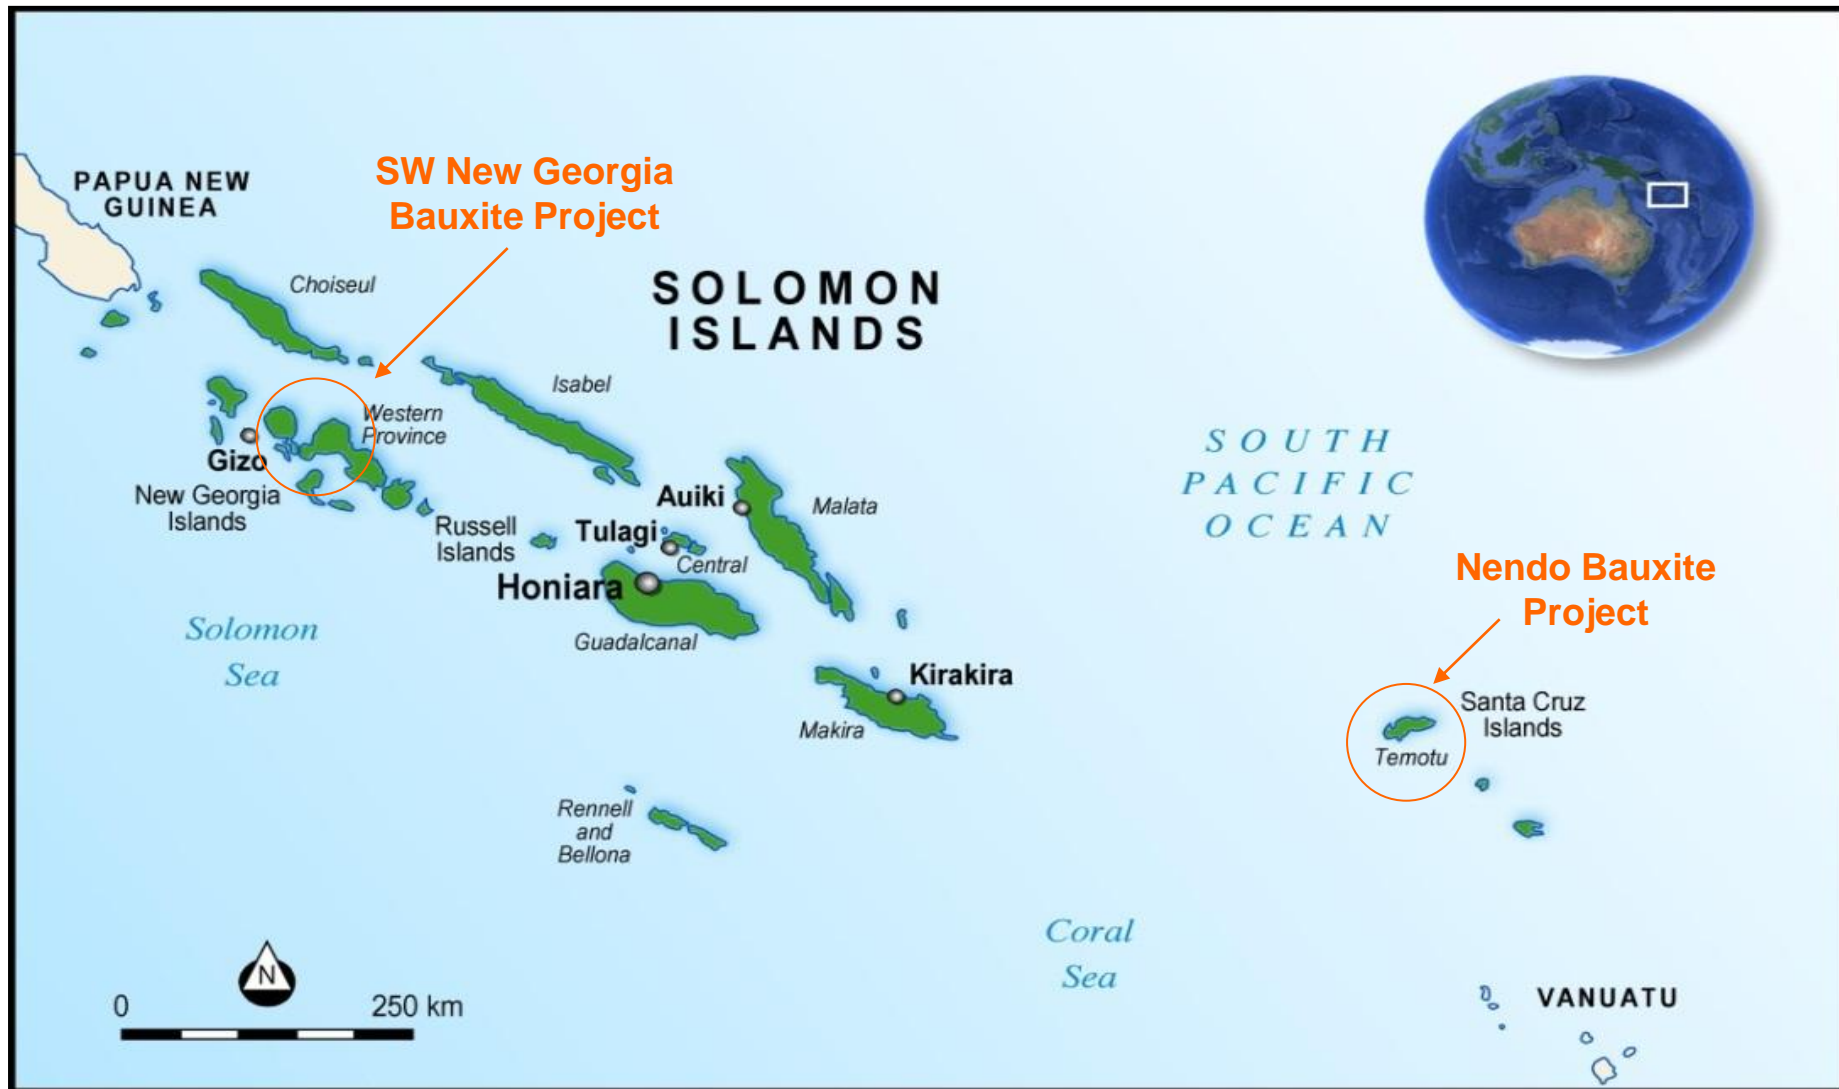 PAPUA NEW
GUINEA
SW New Georgia
Bauxite Project
Choiseul
SOLOMON
ISLANDS
Isabel
Western
Province
Gizo
New Georgia
Islands
Russell
Islands
Auiki
Malata
Tulagi
Central
Honiara
Guadalcanal
SOUTH
PACIFIC
OCEAN
Nendo Bauxite
Project
Solomon
Sea
Kirakira
Makira
Santa Cruz
Islands
Temotu
Rennell
and
Bellona
Coral
Sea
N
0 250 km
VANUATU